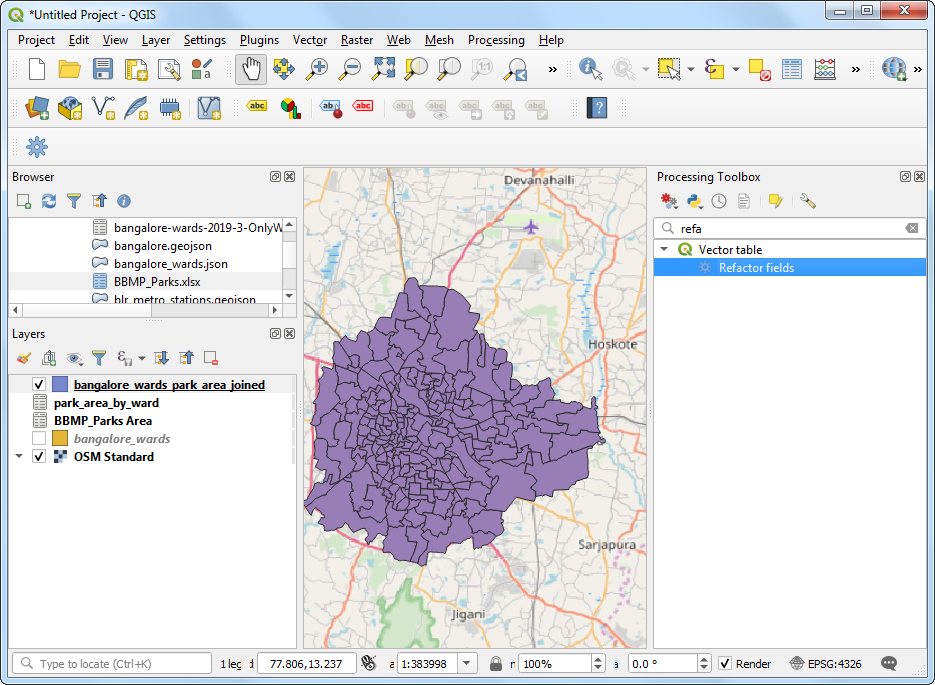 *Untitled Project - QGIS
Project Edit View Layer Settings Plugins Vector Raster Web Mesh Processing Help
» » »
abc abc abc
Browser
bangalore-wards-2019-3-OnlyW
bangalore.geojson
bangalore_wards.json
BBMP_Parks.xlsx
blr_metro_stations.geojson
Layers
bangalore_wards_park_area_joined
park_area_by_ward
BBMP_Parks Area
bangalore_wards
OSM Standard
Devanahalli
Hoskote
Sarjapura
Jigani
Processing Toolbox
refa
Vector table
Refactor fields
Type to locate (Ctrl+K) 1 leg 77.806,13.237 1:383998 100% 0.0 ° Render EPSG:4326